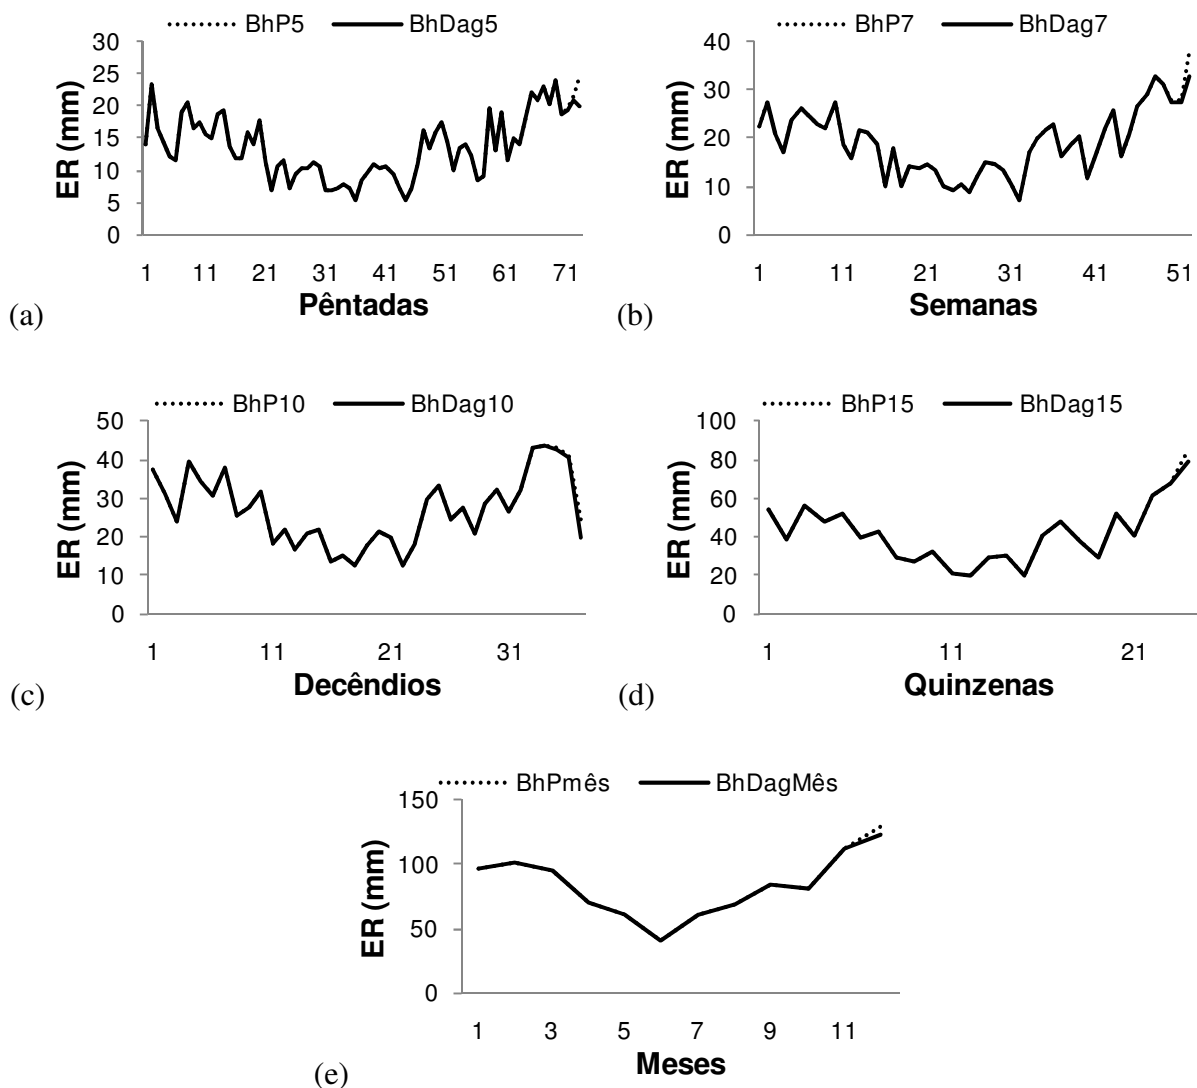 BhP5 BhDag5
30
25
20
15
10
5
0
ER (mm)
1 11 21 31 41 51 61 71
Pêntadas
(a)
BhP7 BhDag7
40
30
20
10
0
ER (mm)
1 11 21 31 41 51
Semanas
(b)
BhP10 BhDag10
50
40
30
20
10
0
ER (mm)
1 11 21 31
Decêndios
(c)
BhP15 BhDag15
100
80
60
40
20
0
ER (mm)
1 11 21
Quinzenas
(d)
BhPmês BhDagMês
150
100
50
0
ER (mm)
1 3 5 7 9 11
Meses
(e)